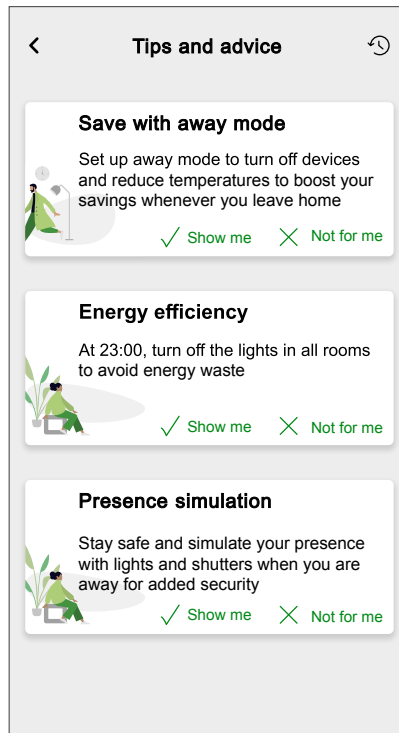 Tips and advice
Save with away mode
Set up away mode to turn off devices
and reduce temperatures to boost your
savings whenever you leave home
Show me Not for me
Energy efficiency
At 23:00, turn off the lights in all rooms
to avoid energy waste
Show me Not for me
Presence simulation
Stay safe and simulate your presence
with lights and shutters when you are
away for added security
Show me Not for me